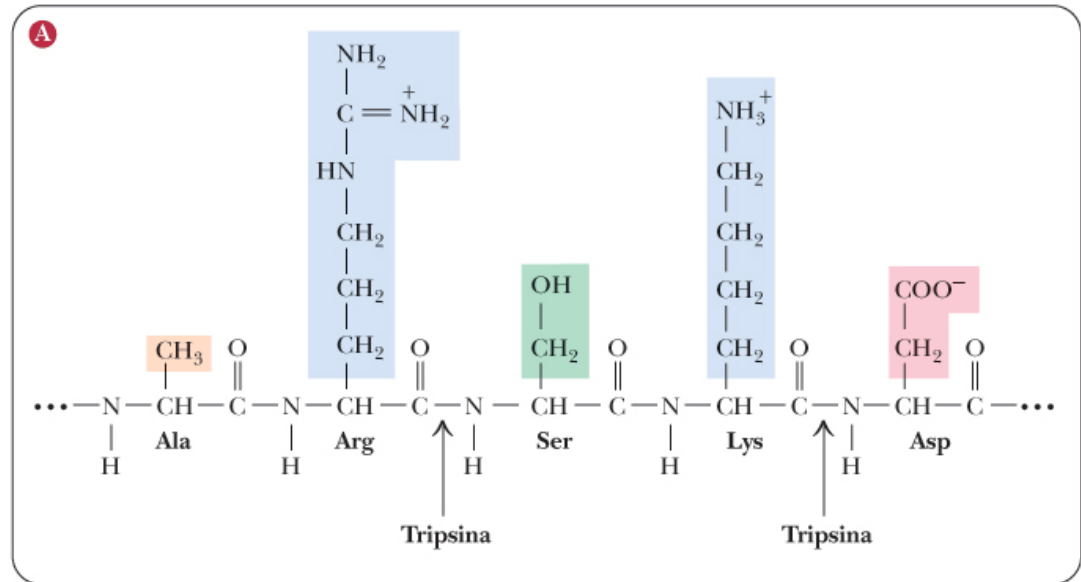 A
NH₂
C = NH₂⁺
HN
CH₂
CH₂
CH₂
NH₃⁺
CH₂
CH₂
CH₂
CH₂
OH
CH₂
COO⁻
CH₂
CH₃
O O O O O
••• — N — CH — C — N — CH — C — N — CH — C — N — CH — C — N — CH — C — •••
Ala Arg Ser Lys Asp
H H H H H
Tripsina Tripsina